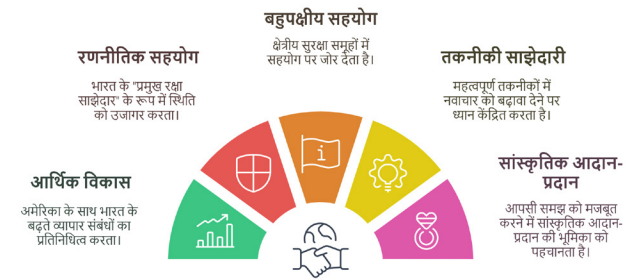 बहुपक्षीय सहयोग
क्षेत्रीय सुरक्षा समूहों में
सहयोग पर जोर देता है।
रणनीतिक सहयोग
भारत के "प्रमुख रक्षा
साझेदार" के रूप में स्थिति
को उजागर करता।
तकनीकी साझेदारी
महत्वपूर्ण तकनीकों में
नवाचार को बढ़ावा देने पर
ध्यान केंद्रित करता है।
आर्थिक विकास
अमेरिका के साथ भारत के
बढ़ते व्यापार संबंधों का
प्रतिनिधित्व करता।
सांस्कृतिक आदान-
प्रदान
आपसी समझ को मजबूत
करने में सांस्कृतिक आदान-
प्रदान की भूमिका को
पहचानता है।
i